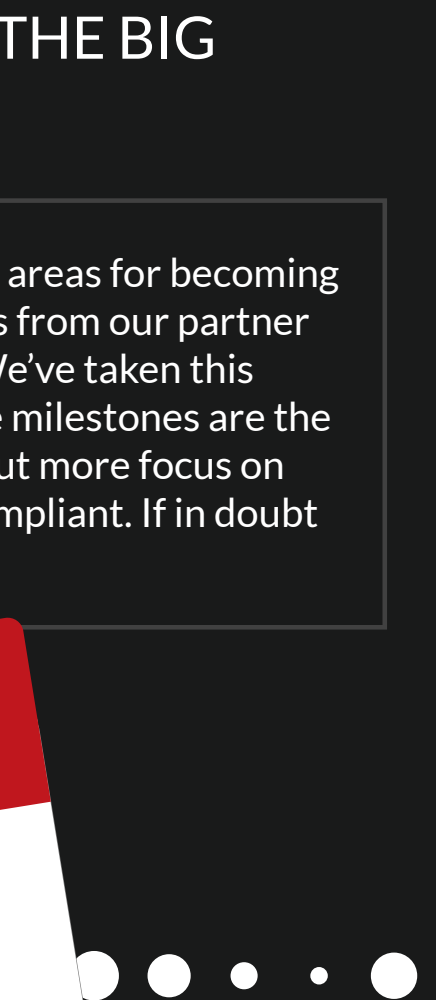 THE BIG
areas for becoming
s from our partner
e've taken this
milestones are the
ut more focus on
mpliant. If in doubt